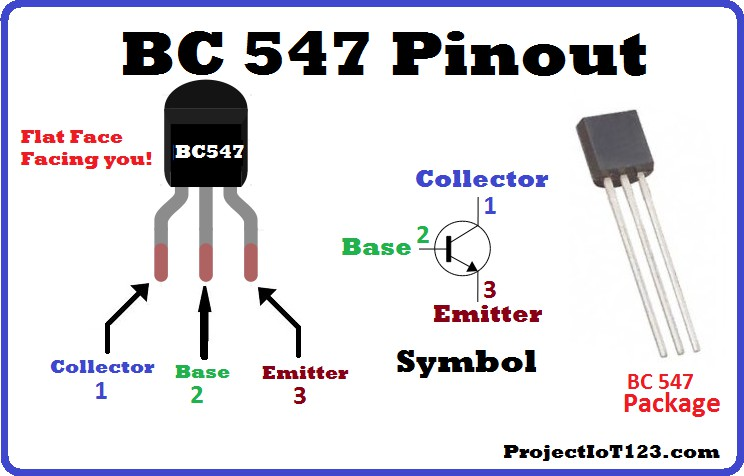 BC 547 Pinout
Flat Face
Facing you!
BC547
Collector
1
Base
2
Emitter
3
Collector
1
2
Base
3
Emitter
Symbol
BC 547
Package
ProjectIoT123.com